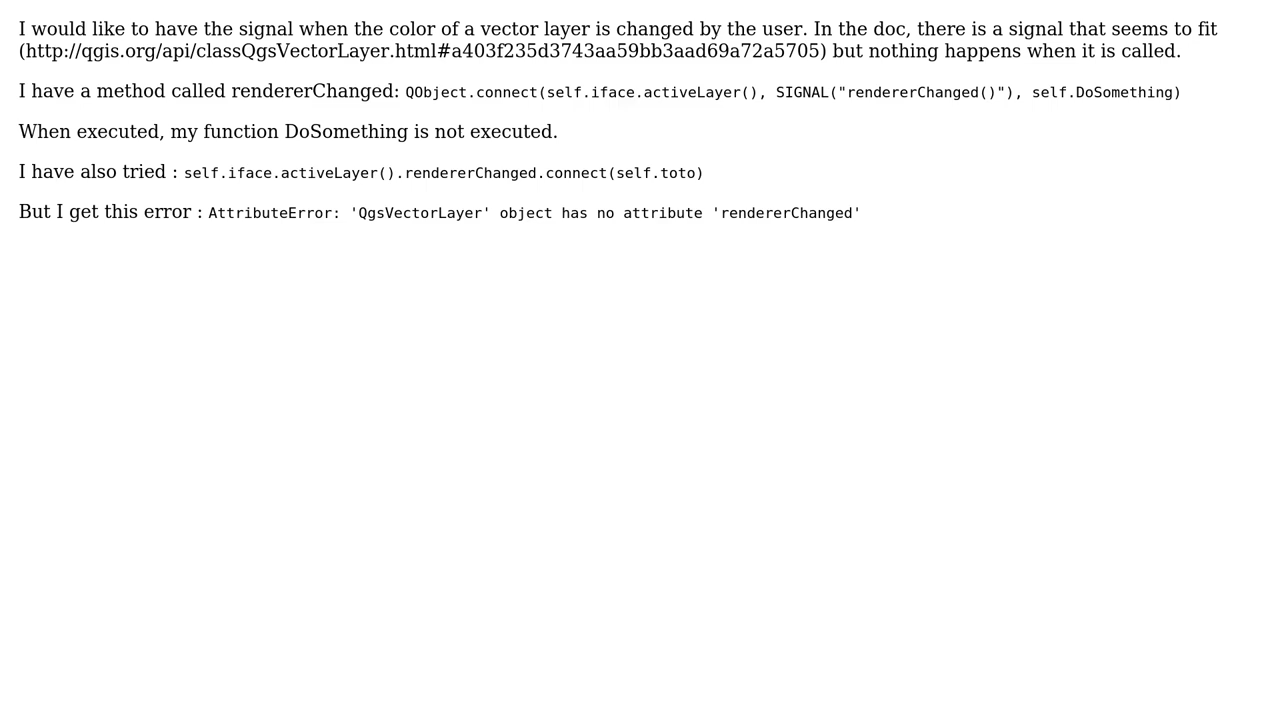 I would like to have the signal when the color of a vector layer is changed by the user. In the doc, there is a signal that seems to fit
(http://qgis.org/api/classQgsVectorLayer.html#a403f235d3743aa59bb3aad69a72a5705) but nothing happens when it is called.
I have a method called rendererChanged: QObject.connect(self.iface.activeLayer(), SIGNAL("rendererChanged()"), self.DoSomething)
When executed, my function DoSomething is not executed.
I have also tried : self.iface.activeLayer().rendererChanged.connect(self.toto)
But I get this error : AttributeError: 'QgsVectorLayer' object has no attribute 'rendererChanged'